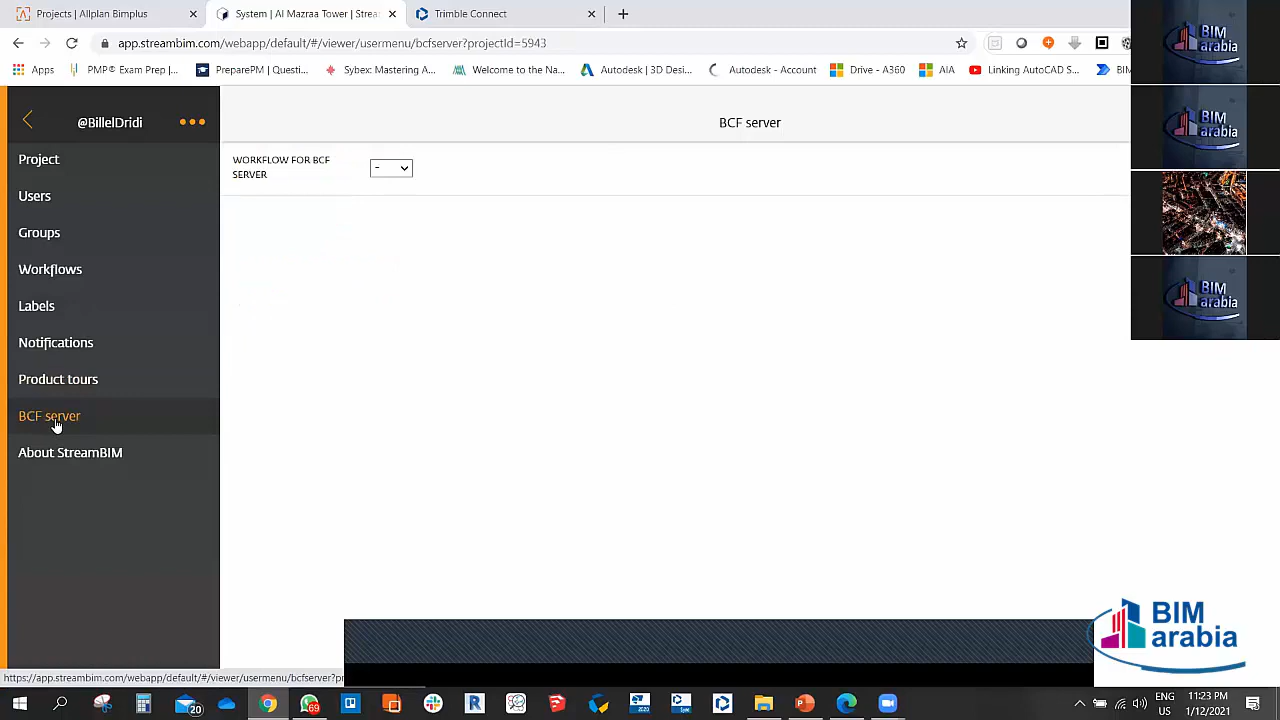 Projects | Allplan Bimplus
System | Al Mazraa Tower | Strea
Trimble Connect
app.streambim.com/webapp/default/#/viewer/usermenu/bcfserver?projectId=5943
Apps
PMP® Exam Prep |...
PreparePM | Questi...
Sybex: Mastering A...
Welcome to the Na...
Autodesk | 3D Desi...
Autodesk - Account
Drive - A360
AIA
Linking AutoCAD S...
BIM
@BillelDridi
BCF server
Project
WORKFLOW FOR BCF
SERVER
-
Users
Groups
Workflows
Labels
Notifications
Product tours
BCF server
About StreamBIM
BIM
arabia
BIM
arabia
BIM
arabia
BIM
arabia
https://app.streambim.com/webapp/default/#/viewer/usermenu/bcfserver?pr
20
69
ENG
US
11:23 PM
1/12/2021